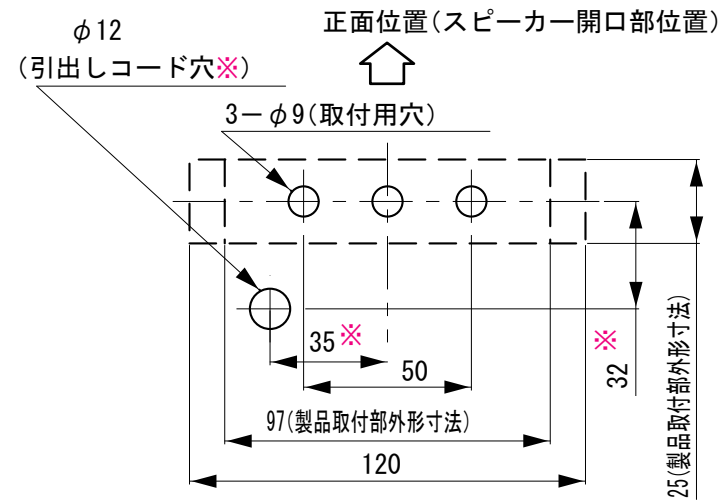 φ12
(引出しコード穴※)
正面位置(スピーカー開口部位置)
3−φ9(取付用穴)
35※
50
97(製品取付部外形寸法)
120
※
32
25(製品取付部外形寸法)